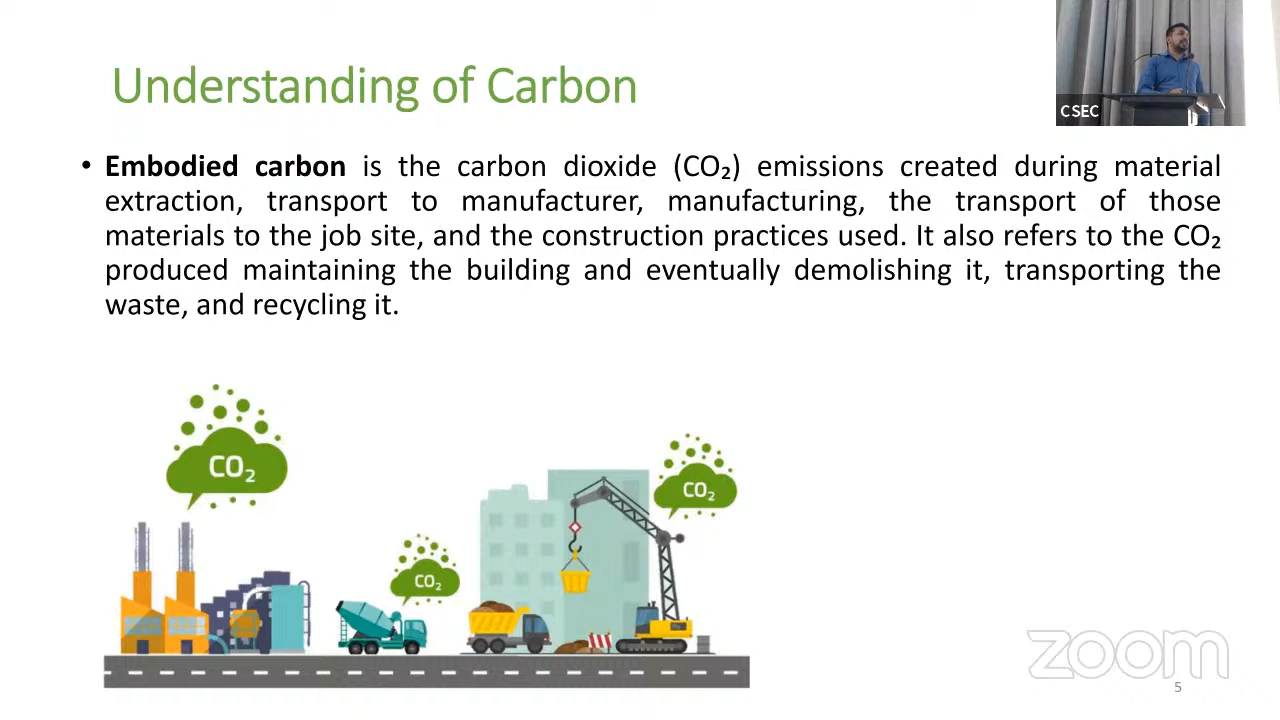 Understanding of Carbon
CSEC
• Embodied carbon is the carbon dioxide (CO₂) emissions created during material
extraction, transport to manufacturer, manufacturing, the transport of those
materials to the job site, and the construction practices used. It also refers to the CO₂
produced maintaining the building and eventually demolishing it, transporting the
waste, and recycling it.
CO₂
CO₂
CO₂
zoom
5